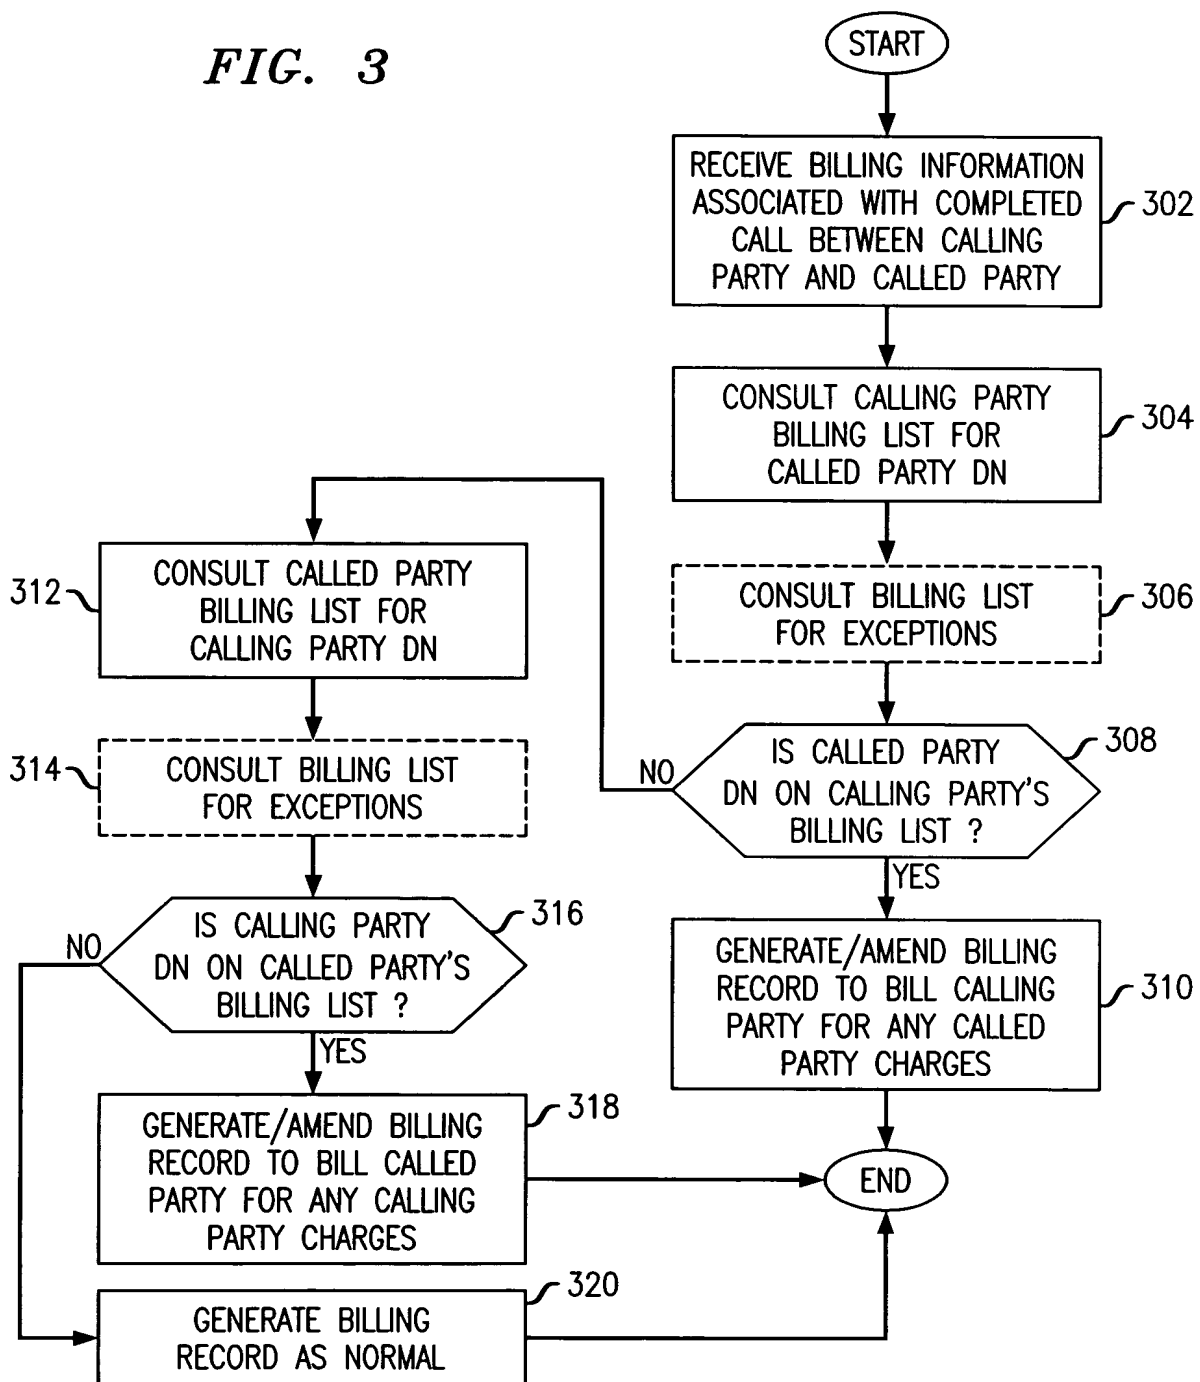 FIG. 3
START
RECEIVE BILLING INFORMATION
ASSOCIATED WITH COMPLETED
CALL BETWEEN CALLING
PARTY AND CALLED PARTY
302
CONSULT CALLING PARTY
BILLING LIST FOR
CALLED PARTY DN
304
CONSULT BILLING LIST
FOR EXCEPTIONS
306
IS CALLED PARTY
DN ON CALLING PARTY'S
BILLING LIST ?
308
NO
YES
GENERATE/AMEND BILLING
RECORD TO BILL CALLING
PARTY FOR ANY CALLED
PARTY CHARGES
310
312
CONSULT CALLED PARTY
BILLING LIST FOR
CALLING PARTY DN
314
CONSULT BILLING LIST
FOR EXCEPTIONS
IS CALLING PARTY
DN ON CALLED PARTY'S
BILLING LIST ?
316
NO
YES
GENERATE/AMEND BILLING
RECORD TO BILL CALLED
PARTY FOR ANY CALLING
PARTY CHARGES
318
END
GENERATE BILLING
RECORD AS NORMAL
320